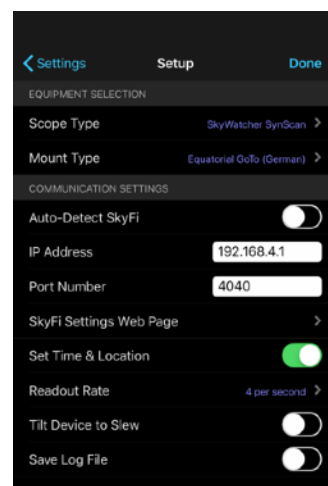 Settings Setup Done
EQUIPMENT SELECTION
Scope Type SkyWatcher SynScan
Mount Type Equatorial GoTo (German)
COMMUNICATION SETTINGS
Auto-Detect SkyFi
IP Address 192.168.4.1
Port Number 4040
SkyFi Settings Web Page
Set Time & Location
Readout Rate 4 per second
Tilt Device to Slew
Save Log File